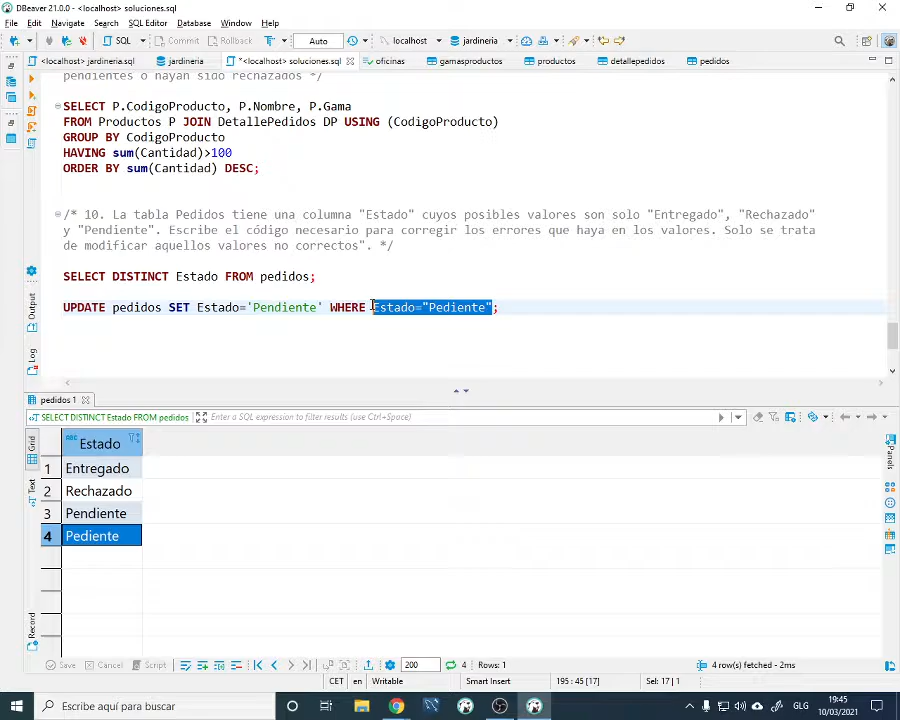 DBeaver 21.0.0 - *<localhost> soluciones.sql
File Edit Navigate Search SQL Editor Database Window Help
SQL Commit Rollback Auto localhost jardineria
*<localhost> jardineria.sql jardineria *<localhost> soluciones.sql oficinas gamasproductos productos detallepedidos pedidos
pendientes o hayan sido rechazados */
SELECT P.CodigoProducto, P.Nombre, P.Gama
FROM Productos P JOIN DetallePedidos DP USING (CodigoProducto)
GROUP BY CodigoProducto
HAVING sum(Cantidad)>100
ORDER BY sum(Cantidad) DESC;
/* 10. La tabla Pedidos tiene una columna "Estado" cuyos posibles valores son solo "Entregado", "Rechazado"
y "Pendiente". Escribe el código necesario para corregir los errores que haya en los valores. Solo se trata
de modificar aquellos valores no correctos". */
SELECT DISTINCT Estado FROM pedidos;
UPDATE pedidos SET Estado='Pendiente' WHERE Estado="Pediente";
Output
Log
pedidos 1
SELECT DISTINCT Estado FROM pedidos Enter a SQL expression to filter results (use Ctrl+Space)
Grid
Text
Record
Panels
ABC Estado
1 Entregado
2 Rechazado
3 Pendiente
4 Pediente
Save Cancel Script 200 4 Rows: 1 4 row(s) fetched - 2ms
CET en Writable Smart Insert 195 : 45 [17] Sel: 17 | 1
Escribe aquí para buscar GLG 19:45
10/03/2021